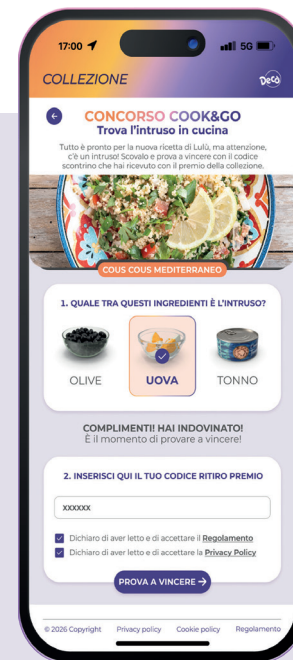 17:00
5G
COLLEZIONE
Decò
CONCORSO COOK&GO
Trova l'intruso in cucina
Tutto è pronto per la nuova ricetta di Lulù, ma attenzione,
c'è un intruso! Scovalo e prova a vincere con il codice
scontrino che hai ricevuto con il premio della collezione.
COUS COUS MEDITERRANEO
1. QUALE TRA QUESTI INGREDIENTI È L'INTRUSO?
OLIVE UOVA TONNO
COMPLIMENTI! HAI INDOVINATO!
È il momento di provare a vincere!
2. INSERISCI QUI IL TUO CODICE RITIRO PREMIO
xxxxxx
Dichiaro di aver letto e di accettare il Regolamento
Dichiaro di aver letto e di accettare la Privacy Policy
PROVA A VINCERE →
© 2026 Copyright Privacy policy Cookie policy Regolamento